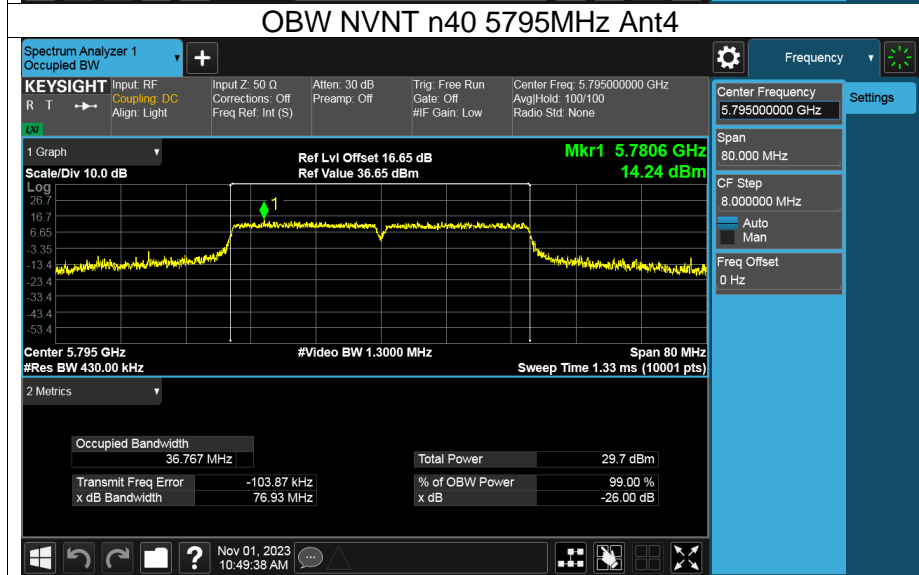 OBW NVNT n40 5795MHz Ant4
Spectrum Analyzer 1
Occupied BW
Frequency
KEYSIGHT
R T
LXI
Input: RF
Coupling: DC
Align: Light
Input Z: 50 Ω
Corrections: Off
Freq Ref: Int (S)
Atten: 30 dB
Preamp: Off
Trig: Free Run
Gate: Off
#IF Gain: Low
Center Freq: 5.795000000 GHz
Avg|Hold: 100/100
Radio Std: None
Center Frequency
5.795000000 GHz
Settings
Span
80.000 MHz
CF Step
8.000000 MHz
Auto
Man
Freq Offset
0 Hz
1 Graph
Scale/Div 10.0 dB
Ref Lvl Offset 16.65 dB
Ref Value 36.65 dBm
Mkr1 5.7806 GHz
14.24 dBm
Log
26.7
16.7
6.65
-3.35
-13.4
-23.4
-33.4
-43.4
-53.4
1
Center 5.795 GHz
#Res BW 430.00 kHz
#Video BW 1.3000 MHz
Span 80 MHz
Sweep Time 1.33 ms (10001 pts)
2 Metrics
Occupied Bandwidth
36.767 MHz
Total Power 29.7 dBm
Transmit Freq Error -103.87 kHz
% of OBW Power 99.00 %
x dB Bandwidth 76.93 MHz
x dB -26.00 dB
Nov 01, 2023
10:49:38 AM